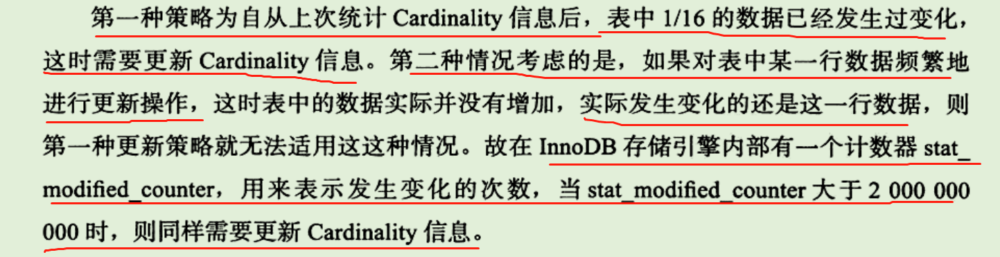 第一种策略为自从上次统计 Cardinality 信息后，表中 1/16 的数据已经发生过变化，
这时需要更新 Cardinality 信息。第二种情况考虑的是，如果对表中某一行数据频繁地
进行更新操作，这时表中的数据实际并没有增加，实际发生变化的还是这一行数据，则
第一种更新策略就无法适用这这种情况。故在 InnoDB 存储引擎内部有一个计数器 stat_
modified_counter，用来表示发生变化的次数，当 stat_modified_counter 大于 2 000 000
000 时，则同样需要更新 Cardinality 信息。